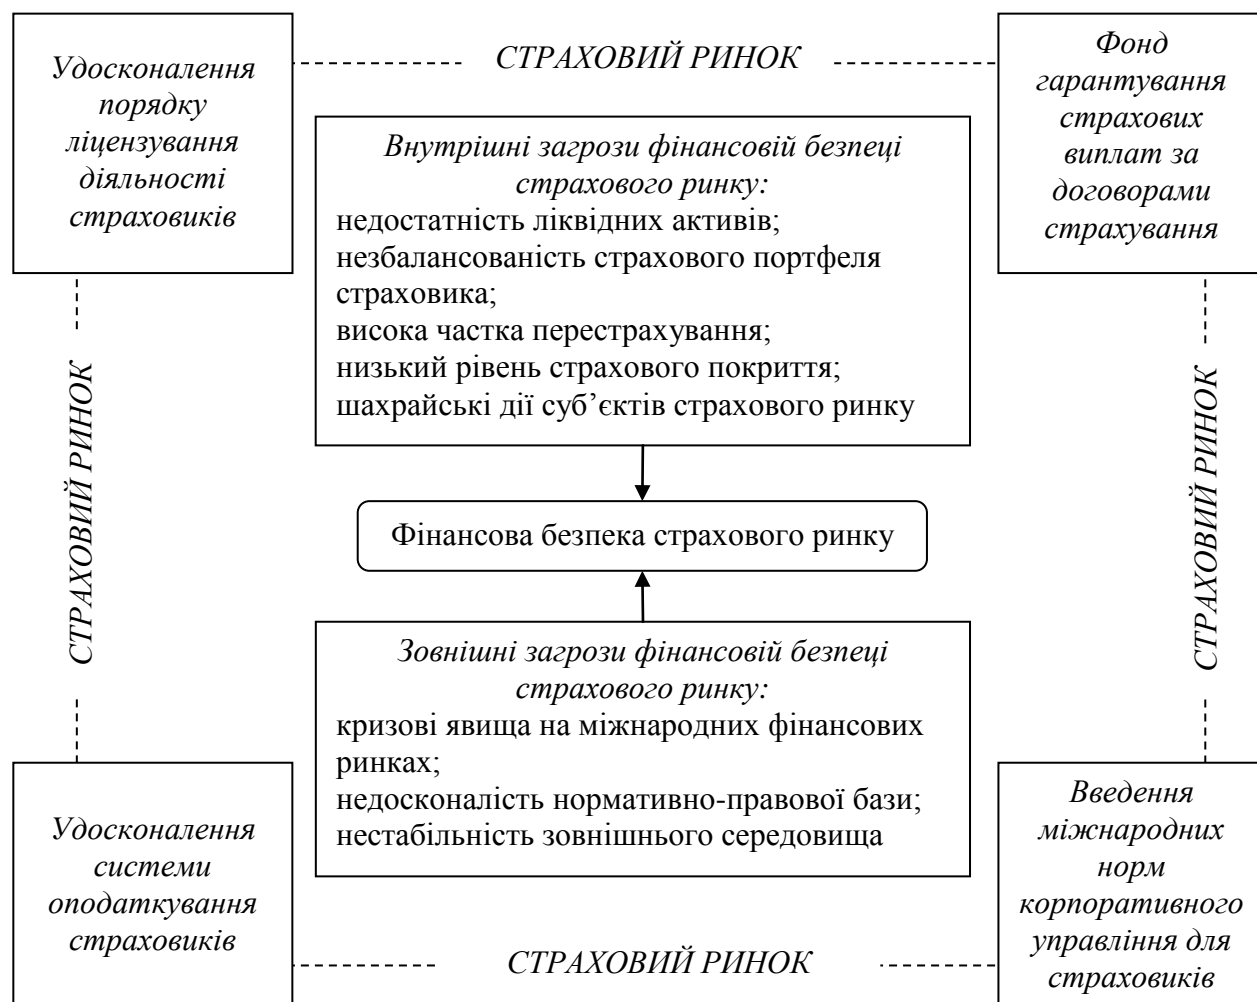 Удосконалення
порядку
ліцензування
діяльності
страховиків
СТРАХОВИЙ РИНОК
Фонд
гарантування
страхових
виплат за
договорами
страхування
Внутрішні загрози фінансовій безпеці
страхового ринку:
недостатність ліквідних активів;
незбалансованість страхового портфеля
страховика;
висока частка перестрахування;
низький рівень страхового покриття;
шахрайські дії суб’єктів страхового ринку
СТРАХОВИЙ РИНОК
СТРАХОВИЙ РИНОК
Фінансова безпека страхового ринку
Зовнішні загрози фінансовій безпеці
страхового ринку:
кризові явища на міжнародних фінансових
ринках;
недосконалість нормативно-правової бази;
нестабільність зовнішнього середовища
Удосконалення
системи
оподаткування
страховиків
СТРАХОВИЙ РИНОК
Введення
міжнародних
норм
корпоративного
управління для
страховиків